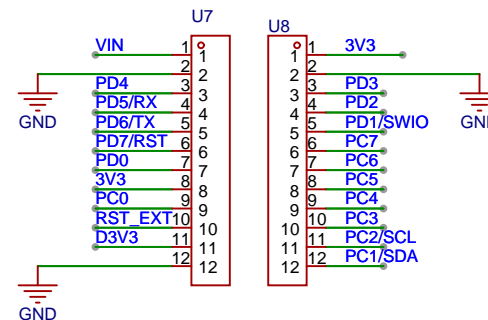 U7
U8
VIN 1 1
1 1 3V3
2 2
2 2
GND
GND
PD4 3 3
3 3 PD3
PD5/RX 4 4
4 4 PD2
PD6/TX 5 5
5 5 PD1/SWIO
PD7/RST 6 6
6 6 PC7
PD0 7 7
7 7 PC6
3V3 8 8
8 8 PC5
PC0 9 9
9 9 PC4
RST_EXT 10 10
10 10 PC3
D3V3 11 11
11 11 PC2/SCL
12 12
12 12 PC1/SDA
GND